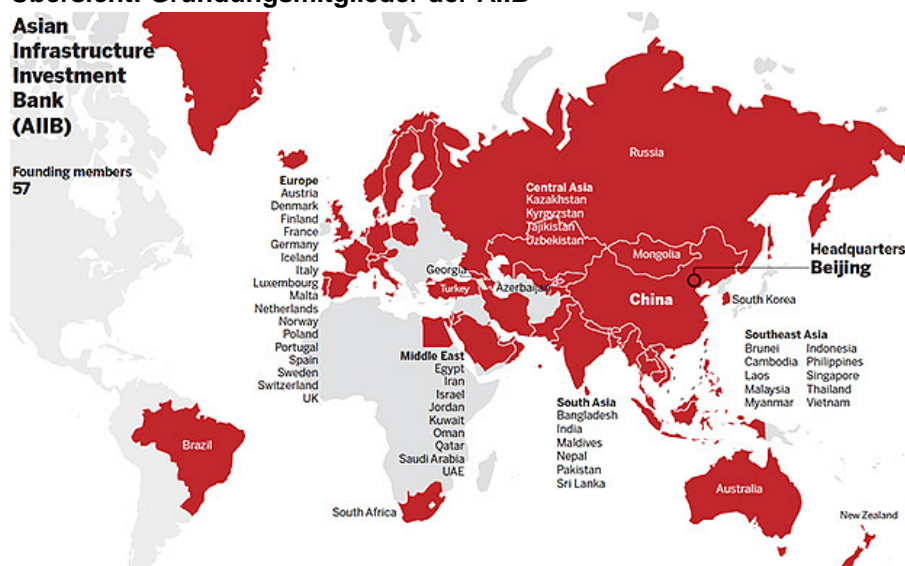 Übersicht: Gründungsmitglieder der AIIB
Asian
Infrastructure
Investment
Bank
(AIIB)
Founding members
57
Europe
Austria
Denmark
Finland
France
Germany
Iceland
Italy
Luxembourg
Malta
Netherlands
Norway
Poland
Portugal
Spain
Sweden
Switzerland
UK
Russia
Central Asia
Kazakhstan
Kyrgyzstan
Tajikistan
Uzbekistan
Mongolia
Headquarters
Beijing
Georgia
Turkey
Azerbaijan
China
South Korea
Middle East
Egypt
Iran
Israel
Jordan
Kuwait
Oman
Qatar
Saudi Arabia
UAE
South Asia
Bangladesh
India
Maldives
Nepal
Pakistan
Sri Lanka
Southeast Asia
Brunei Indonesia
Cambodia Philippines
Laos Singapore
Malaysia Thailand
Myanmar Vietnam
Brazil
South Africa
Australia
New Zealand